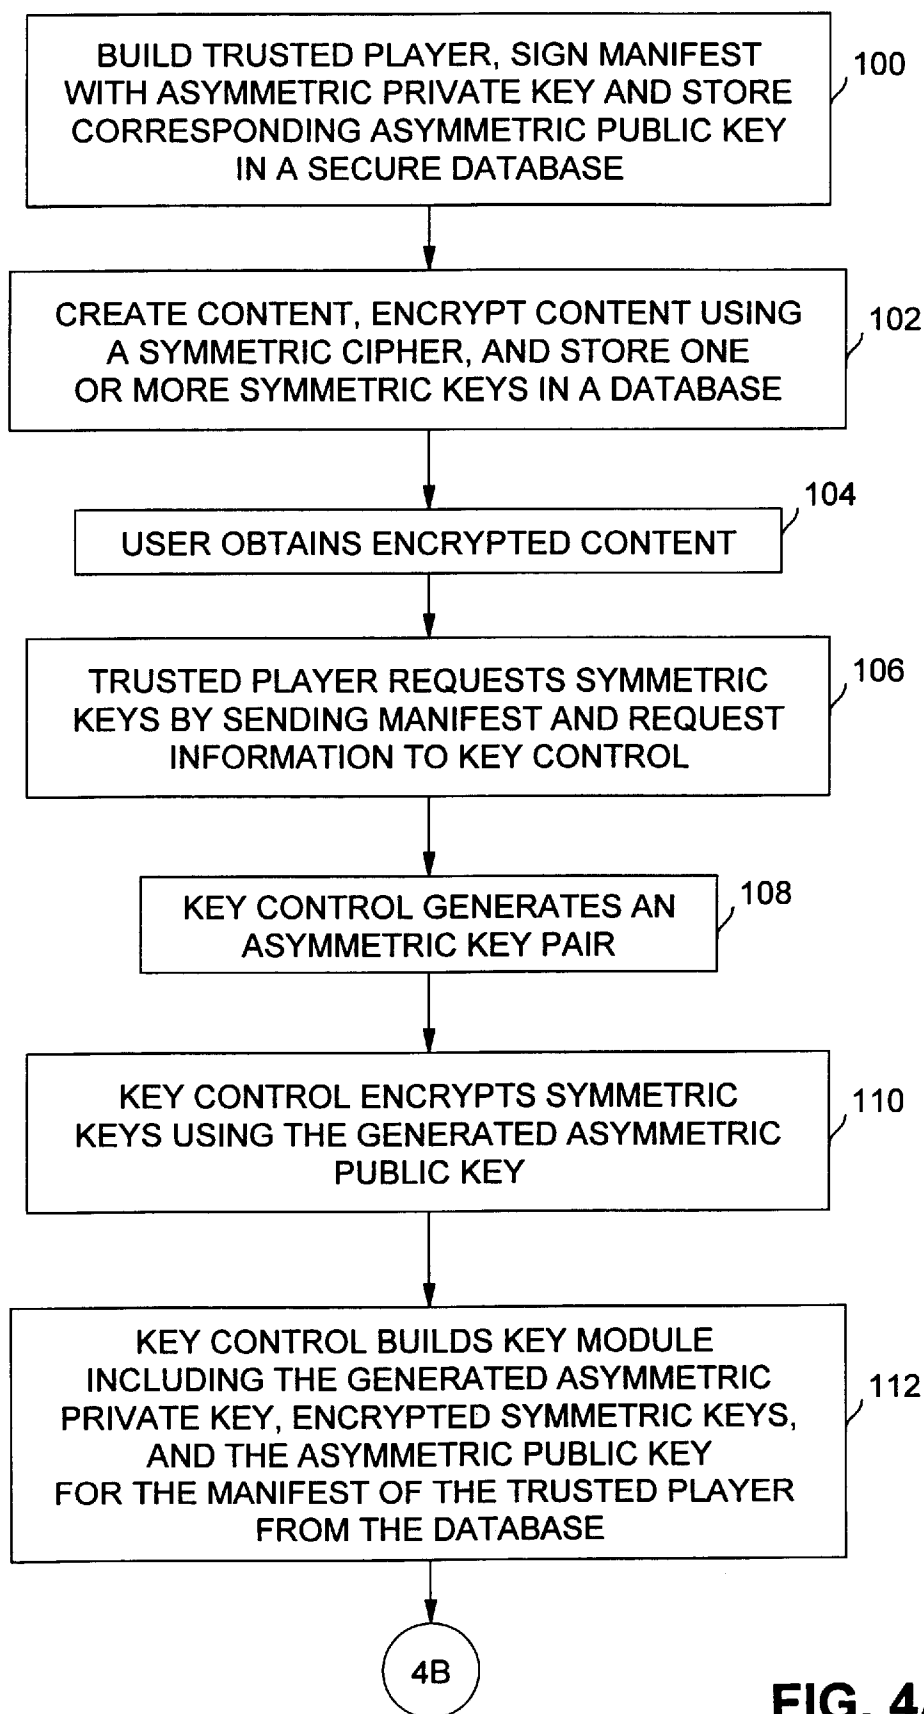 BUILD TRUSTED PLAYER, SIGN MANIFEST
WITH ASYMMETRIC PRIVATE KEY AND STORE
CORRESPONDING ASYMMETRIC PUBLIC KEY
IN A SECURE DATABASE
100
CREATE CONTENT, ENCRYPT CONTENT USING
A SYMMETRIC CIPHER, AND STORE ONE
OR MORE SYMMETRIC KEYS IN A DATABASE
102
104
USER OBTAINS ENCRYPTED CONTENT
TRUSTED PLAYER REQUESTS SYMMETRIC
KEYS BY SENDING MANIFEST AND REQUEST
INFORMATION TO KEY CONTROL
106
KEY CONTROL GENERATES AN
ASYMMETRIC KEY PAIR
108
KEY CONTROL ENCRYPTS SYMMETRIC
KEYS USING THE GENERATED ASYMMETRIC
PUBLIC KEY
110
KEY CONTROL BUILDS KEY MODULE
INCLUDING THE GENERATED ASYMMETRIC
PRIVATE KEY, ENCRYPTED SYMMETRIC KEYS,
AND THE ASYMMETRIC PUBLIC KEY
FOR THE MANIFEST OF THE TRUSTED PLAYER
FROM THE DATABASE
112
4B
FIG. 4